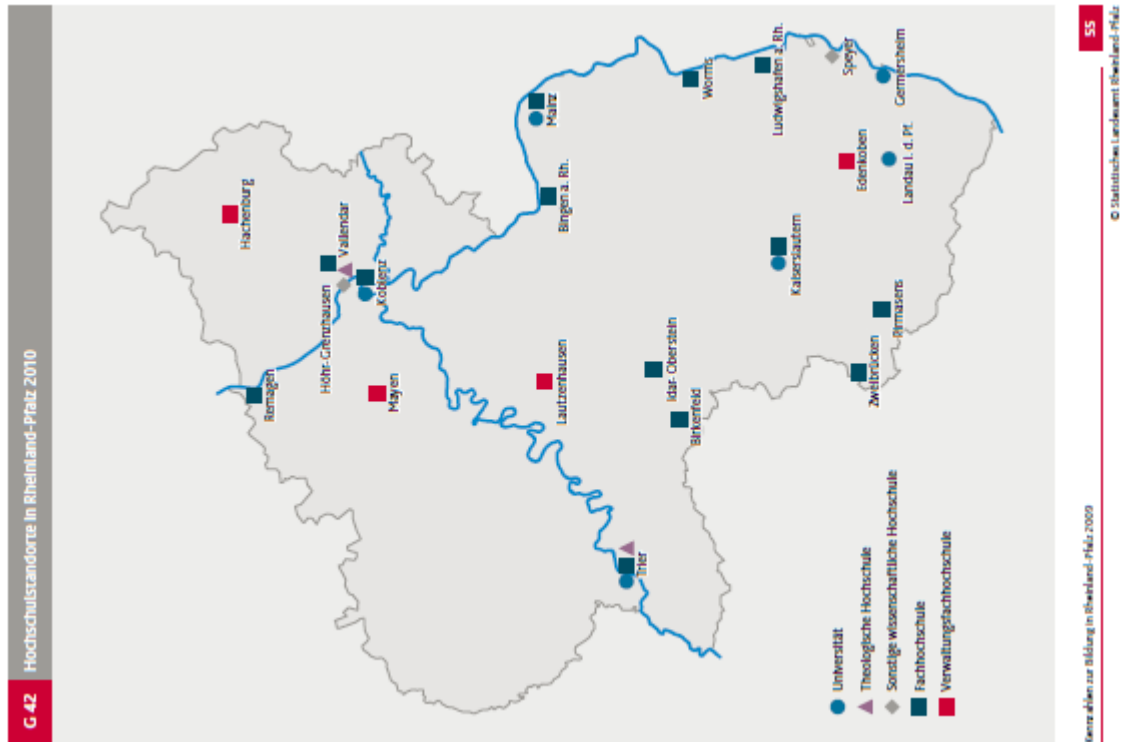 G 42 Hochschulstandorte in Rheinland-Pfalz 2010
Hachenburg
Remagen
Höhr-Grenzhausen
Vallendar
Koblenz
Mayen
Mainz
Bingen a. Rh.
Lautzenhausen
Idar-Oberstein
Birkenfeld
Trier
Worms
Ludwigshafen a. Rh.
Kaiserslautern
Speyer
Edenkoben
Germersheim
Landau i. d. Pf.
Zweibrücken
Pirmasens
Universität
Theologische Hochschule
Sonstige wissenschaftliche Hochschule
Fachhochschule
Verwaltungsfachhochschule
Kennzahlen zur Bildung in Rheinland-Pfalz 2009
55
© Statistisches Landesamt Rheinland-Pfalz